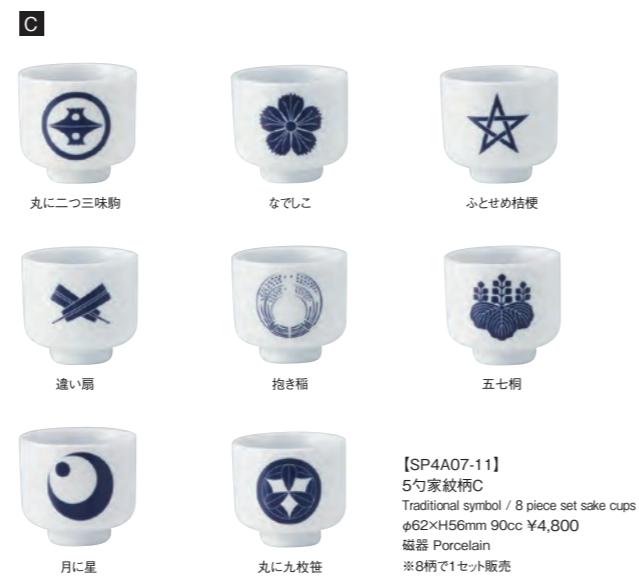 C
丸に二つ三味駒
なでしこ
ふとせめ桔梗
違い扇
抱き稲
五七桐
月に星
丸に九枚笹
【SP4A07-11】
5勺家紋柄C
Traditional symbol / 8 piece set sake cups
φ62×H56mm 90cc ¥4,800
磁器 Porcelain
※8柄で1セット販売